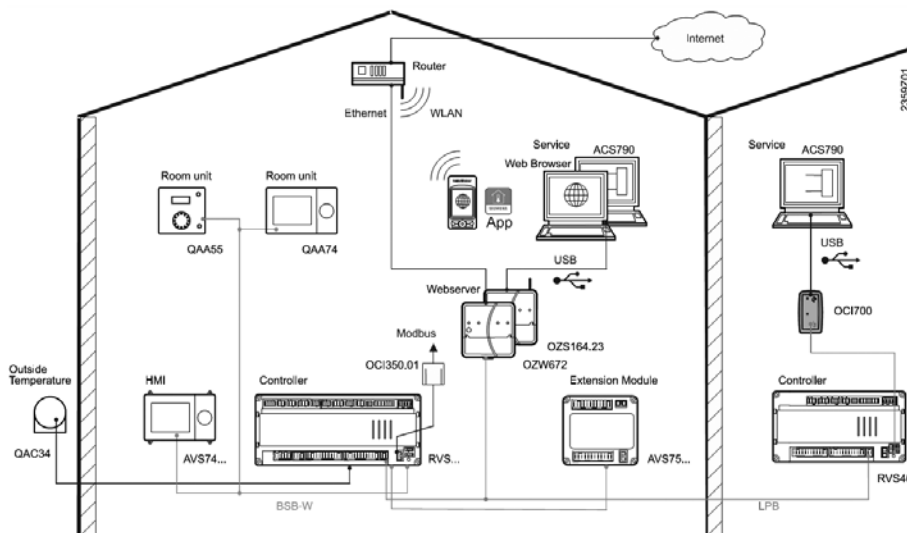 Internet
Router
Ethernet
WLAN
2359Z01
Service
ACS790
Web Browser
Service
ACS790
Room unit
Room unit
App
QAA55
QAA74
USB
USB
Webserver
OCI700
Modbus
OZS164.23
OCI350.01
OZW672
Outside
Temperature
HMI
Controller
Extension Module
Controller
QAC34
AVS74...
RVS...
AVS75...
RVS46
BSB-W
LPB